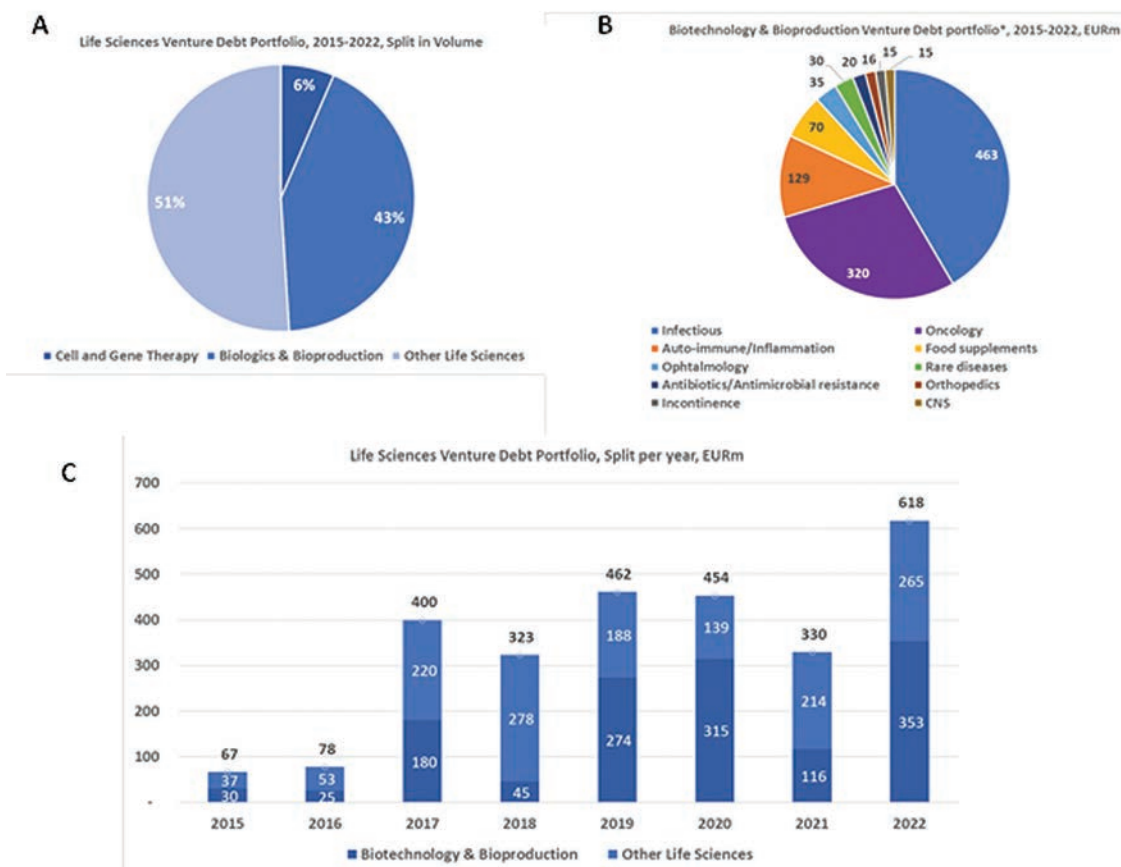 A
Life Sciences Venture Debt Portfolio, 2015-2022, Split in Volume
6%
43%
51%
Cell and Gene Therapy Biologics & Bioproduction Other Life Sciences
B
Biotechnology & Bioproduction Venture Debt portfolio*, 2015-2022, EURm
30 20 16 15 15
35
70
129
463
320
Infectious Oncology
Auto-immune/Inflammation Food supplements
Ophtalmology Rare diseases
Antibiotics/Antimicrobial resistance Orthopedics
Incontinence CNS
C
Life Sciences Venture Debt Portfolio, Split per year, EURm
700
600
500
400
300
200
100
-
67 78 400 323 462 454 330 618
37 53 220 278 188 139 214 265
30 25 180 45 274 315 116 353
2015 2016 2017 2018 2019 2020 2021 2022
Biotechnology & Bioproduction Other Life Sciences